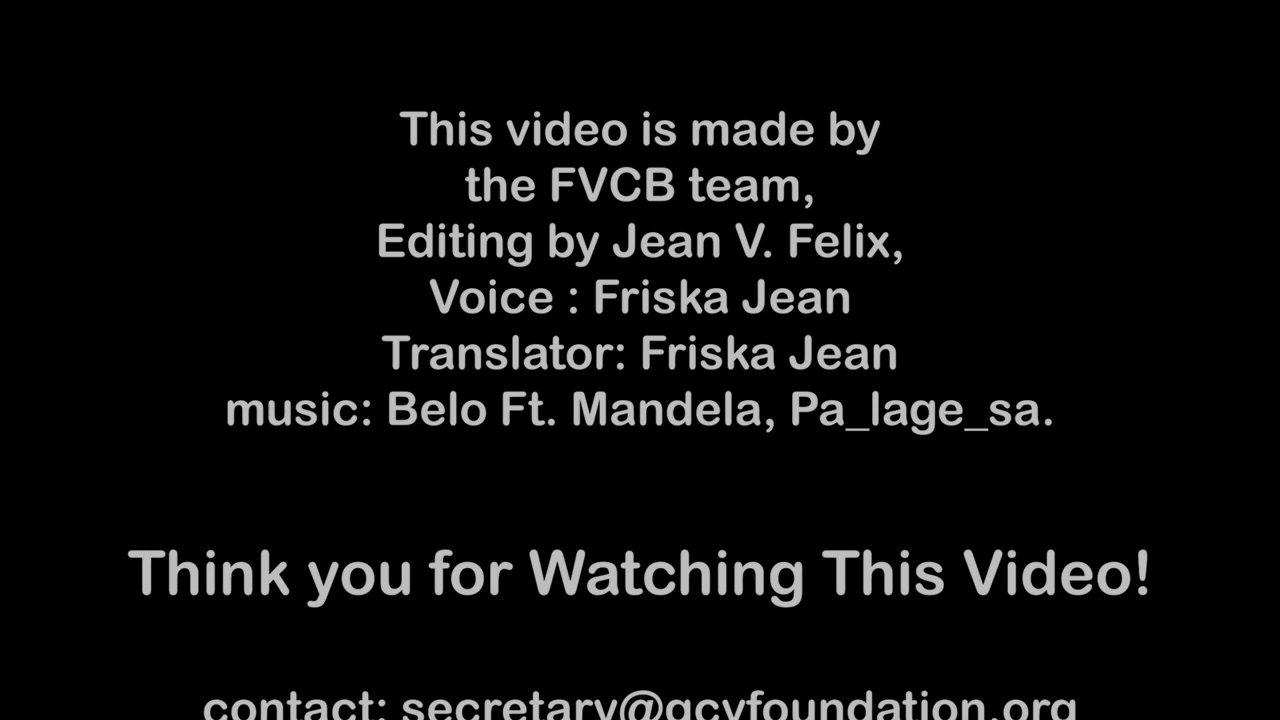 This video is made by
the FVCB team,
Editing by Jean V. Felix,
Voice : Friska Jean
Translator: Friska Jean
music: Belo Ft. Mandela, Pa_lage_sa.
Think you for Watching This Video!
contact: secretary@gcyfoundation.org